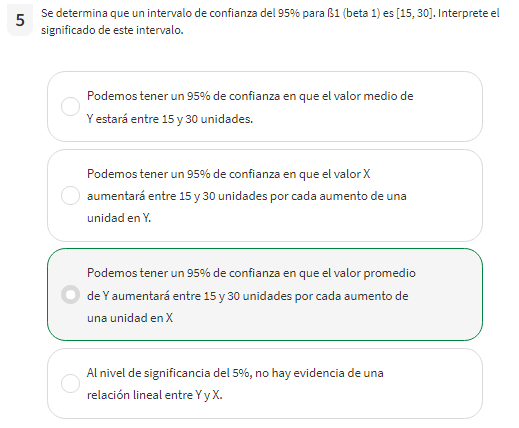 5
Se determina que un intervalo de confianza del 95% para ß1 (beta 1) es [15, 30]. Interprete el
significado de este intervalo.
Podemos tener un 95% de confianza en que el valor medio de
Y estará entre 15 y 30 unidades.
Podemos tener un 95% de confianza en que el valor X
aumentará entre 15 y 30 unidades por cada aumento de una
unidad en Y.
Podemos tener un 95% de confianza en que el valor promedio
de Y aumentará entre 15 y 30 unidades por cada aumento de
una unidad en X
Al nivel de significancia del 5%, no hay evidencia de una
relación lineal entre Y y X.